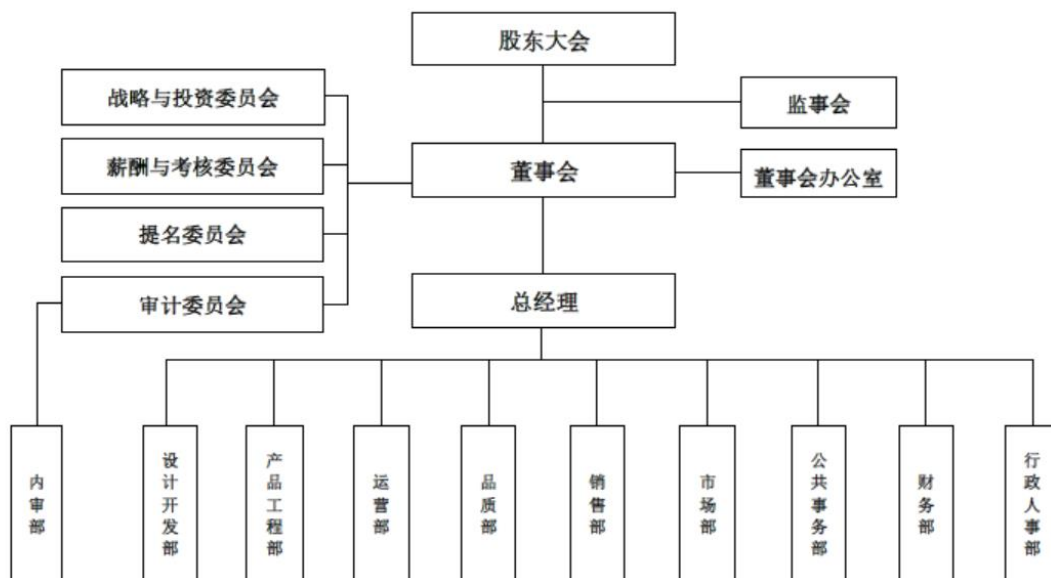 股东大会
战略与投资委员会
监事会
薪酬与考核委员会
董事会
董事会办公室
提名委员会
审计委员会
总经理
内审部
设计开发部
产品工程部
运营部
品质部
销售部
市场部
公共事务部
财务部
行政人事部